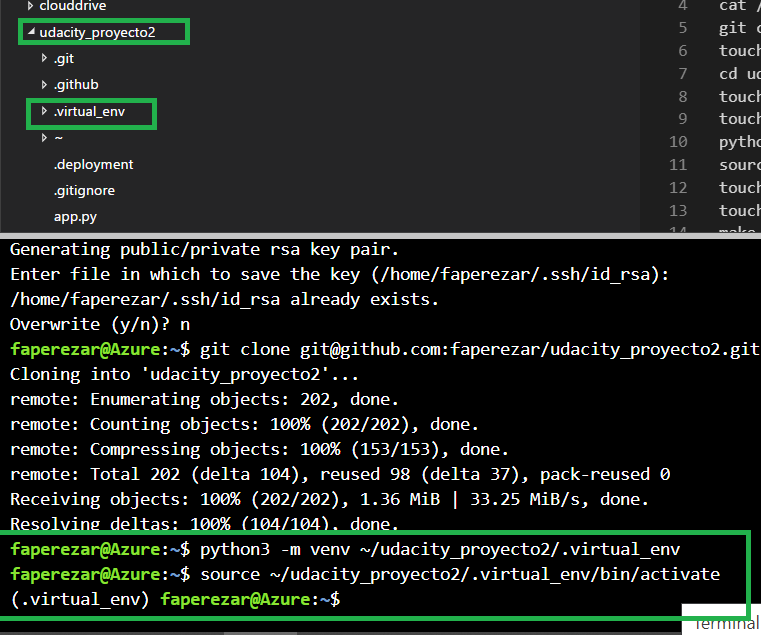 clouddrive
udacity_proyecto2
.git
.github
.virtual_env
~
.deployment
.gitignore
app.py
4 cat /
5 git c
6 touch
7 cd ud
8 touch
9 touch
10 pytho
11 sourc
12 touch
13 touch
14 make
Generating public/private rsa key pair.
Enter file in which to save the key (/home/faperezar/.ssh/id_rsa):
/home/faperezar/.ssh/id_rsa already exists.
Overwrite (y/n)? n
faperezar@Azure:~$ git clone git@github.com:faperezar/udacity_proyecto2.git
Cloning into 'udacity_proyecto2'...
remote: Enumerating objects: 202, done.
remote: Counting objects: 100% (202/202), done.
remote: Compressing objects: 100% (153/153), done.
remote: Total 202 (delta 104), reused 98 (delta 37), pack-reused 0
Receiving objects: 100% (202/202), 1.36 MiB | 33.25 MiB/s, done.
Resolving deltas: 100% (104/104), done.
faperezar@Azure:~$ python3 -m venv ~/udacity_proyecto2/.virtual_env
faperezar@Azure:~$ source ~/udacity_proyecto2/.virtual_env/bin/activate
(.virtual_env) faperezar@Azure:~$
Terminal